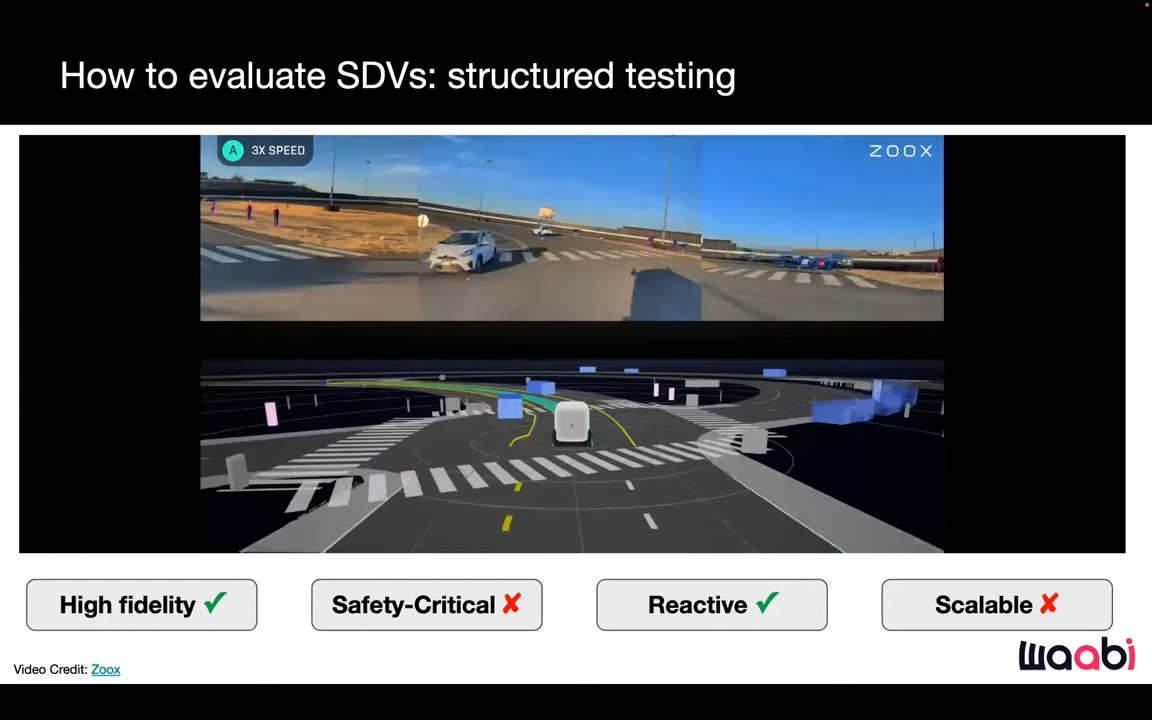 How to evaluate SDVs: structured testing
A 3X SPEED
ZOOX
High fidelity ✓
Safety-Critical ✘
Reactive ✓
Scalable ✘
waabi
Video Credit: Zoox